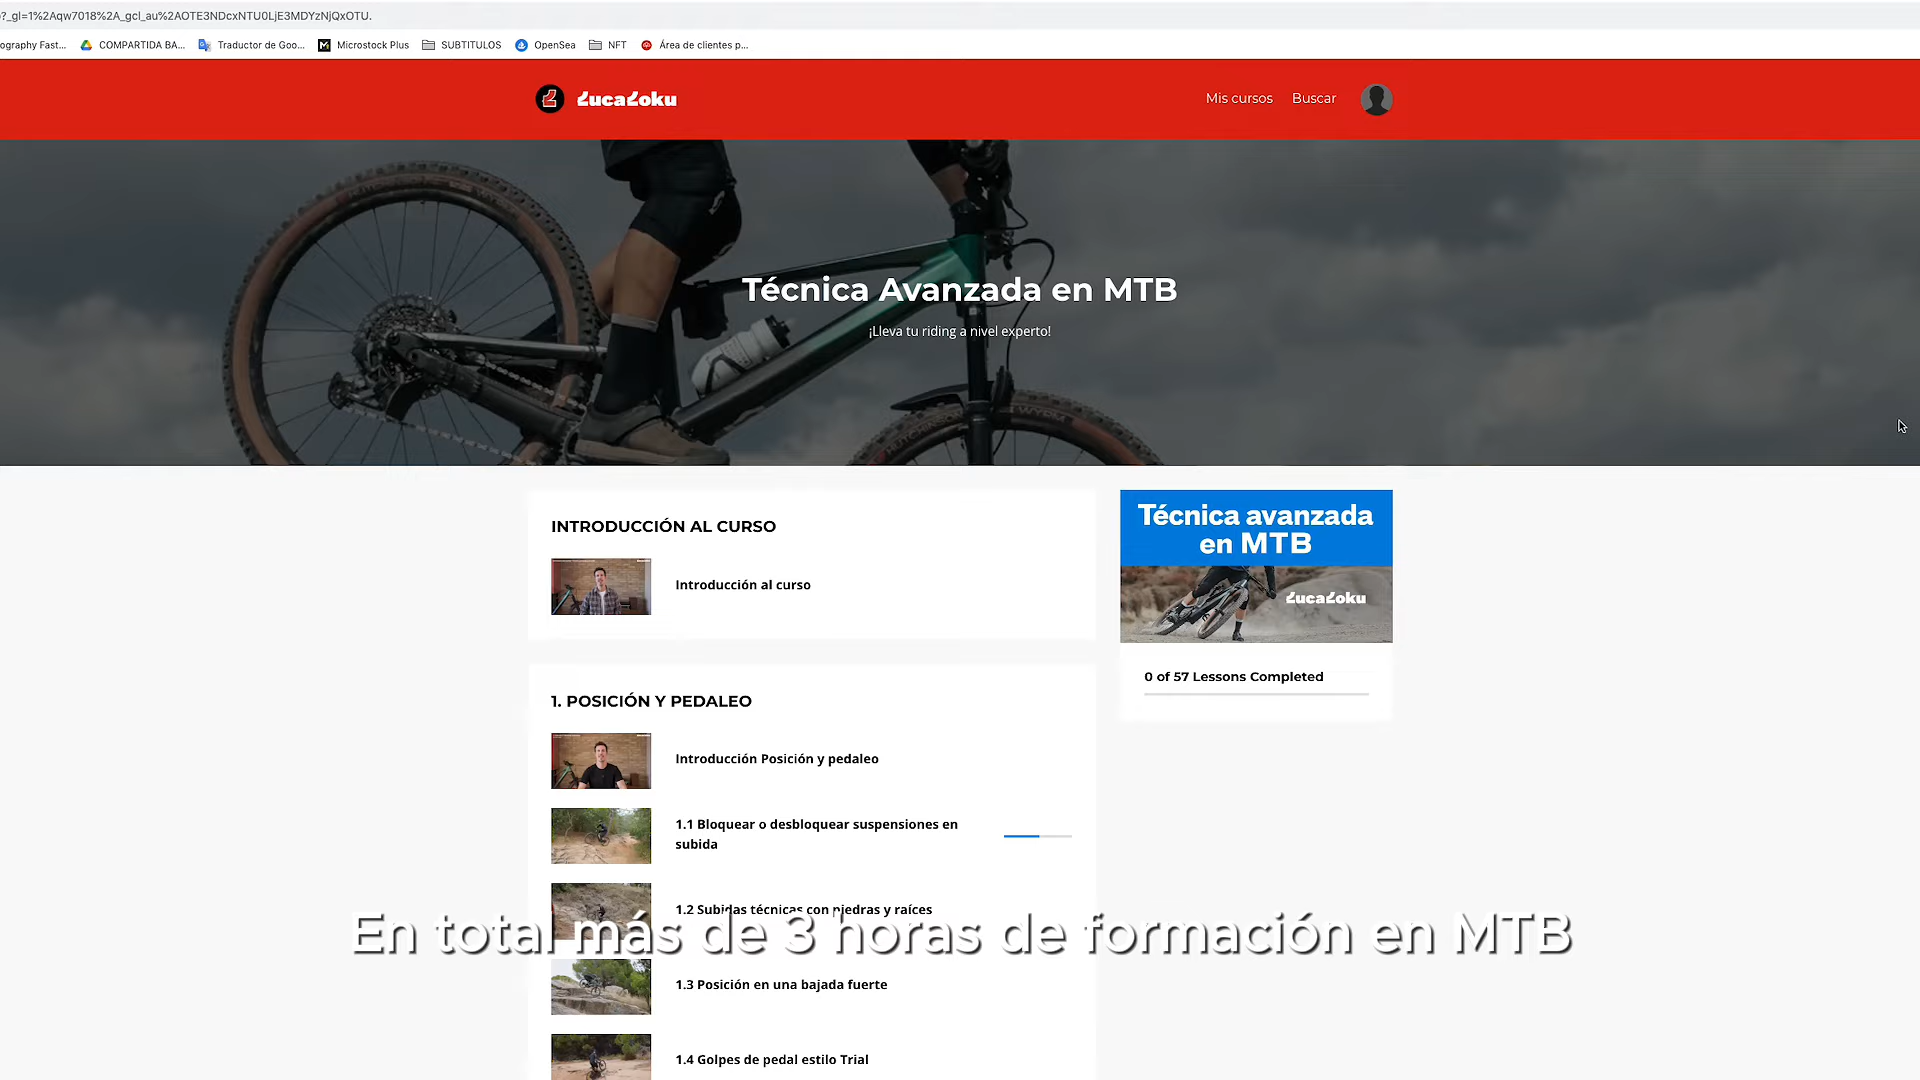 ?_gl=1%2Aqw7018%2A_gcl_au%2AOTE3NDcxNTU0LjE3MDYzNjQxOTU.
ography Fast... COMPARTIDA BA... Traductor de Goo... Microstock Plus SUBTITULOS OpenSea NFT Área de clientes p...
LucaLoku
Mis cursos Buscar
Técnica Avanzada en MTB
¡Lleva tu riding a nivel experto!
INTRODUCCIÓN AL CURSO
Introducción al curso
Técnica avanzada
en MTB
LucaLoku
0 of 57 Lessons Completed
1. POSICIÓN Y PEDALEO
Introducción Posición y pedaleo
1.1 Bloquear o desbloquear suspensiones en
subida
1.2 Subidas técnicas con piedras y raíces
En total más de 3 horas de formación en MTB
1.3 Posición en una bajada fuerte
1.4 Golpes de pedal estilo Trial